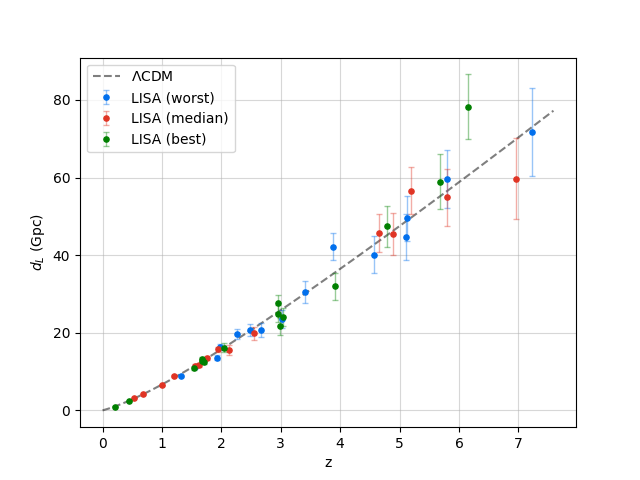 ΛCDM
LISA (worst)
LISA (median)
LISA (best)
80
60
40
20
0
d_L (Gpc)
0 1 2 3 4 5 6 7
z